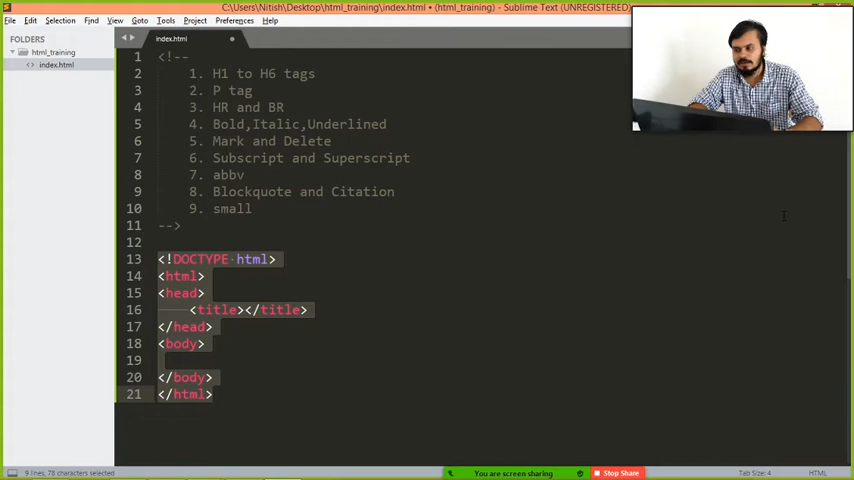 C:\Users\Nitish\Desktop\html_training\index.html • (html_training) - Sublime Text (UNREGISTERED)
File Edit Selection Find View Goto Tools Project Preferences Help
FOLDERS
html_training
<> index.html
index.html
1 <!--
2 1. H1 to H6 tags
3 2. P tag
4 3. HR and BR
5 4. Bold,Italic,Underlined
6 5. Mark and Delete
7 6. Subscript and Superscript
8 7. abbv
9 8. Blockquote and Citation
10 9. small
11 -->
12
13 <!DOCTYPE html>
14 <html>
15 <head>
16 <title></title>
17 </head>
18 <body>
19
20 </body>
21 </html>
9 lines, 78 characters selected
You are screen sharing
Stop Share
Tab Size: 4
HTML